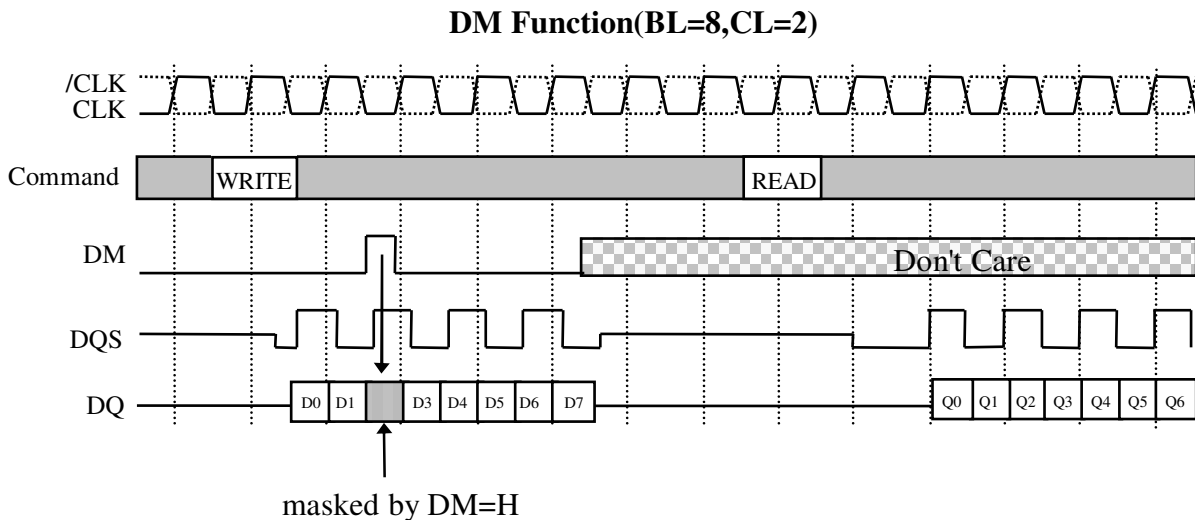 DM Function(BL=8,CL=2)
/CLK
CLK
Command WRITE READ
DM Don't Care
DQS
DQ D0 D1 D3 D4 D5 D6 D7 Q0 Q1 Q2 Q3 Q4 Q5 Q6
masked by DM=H